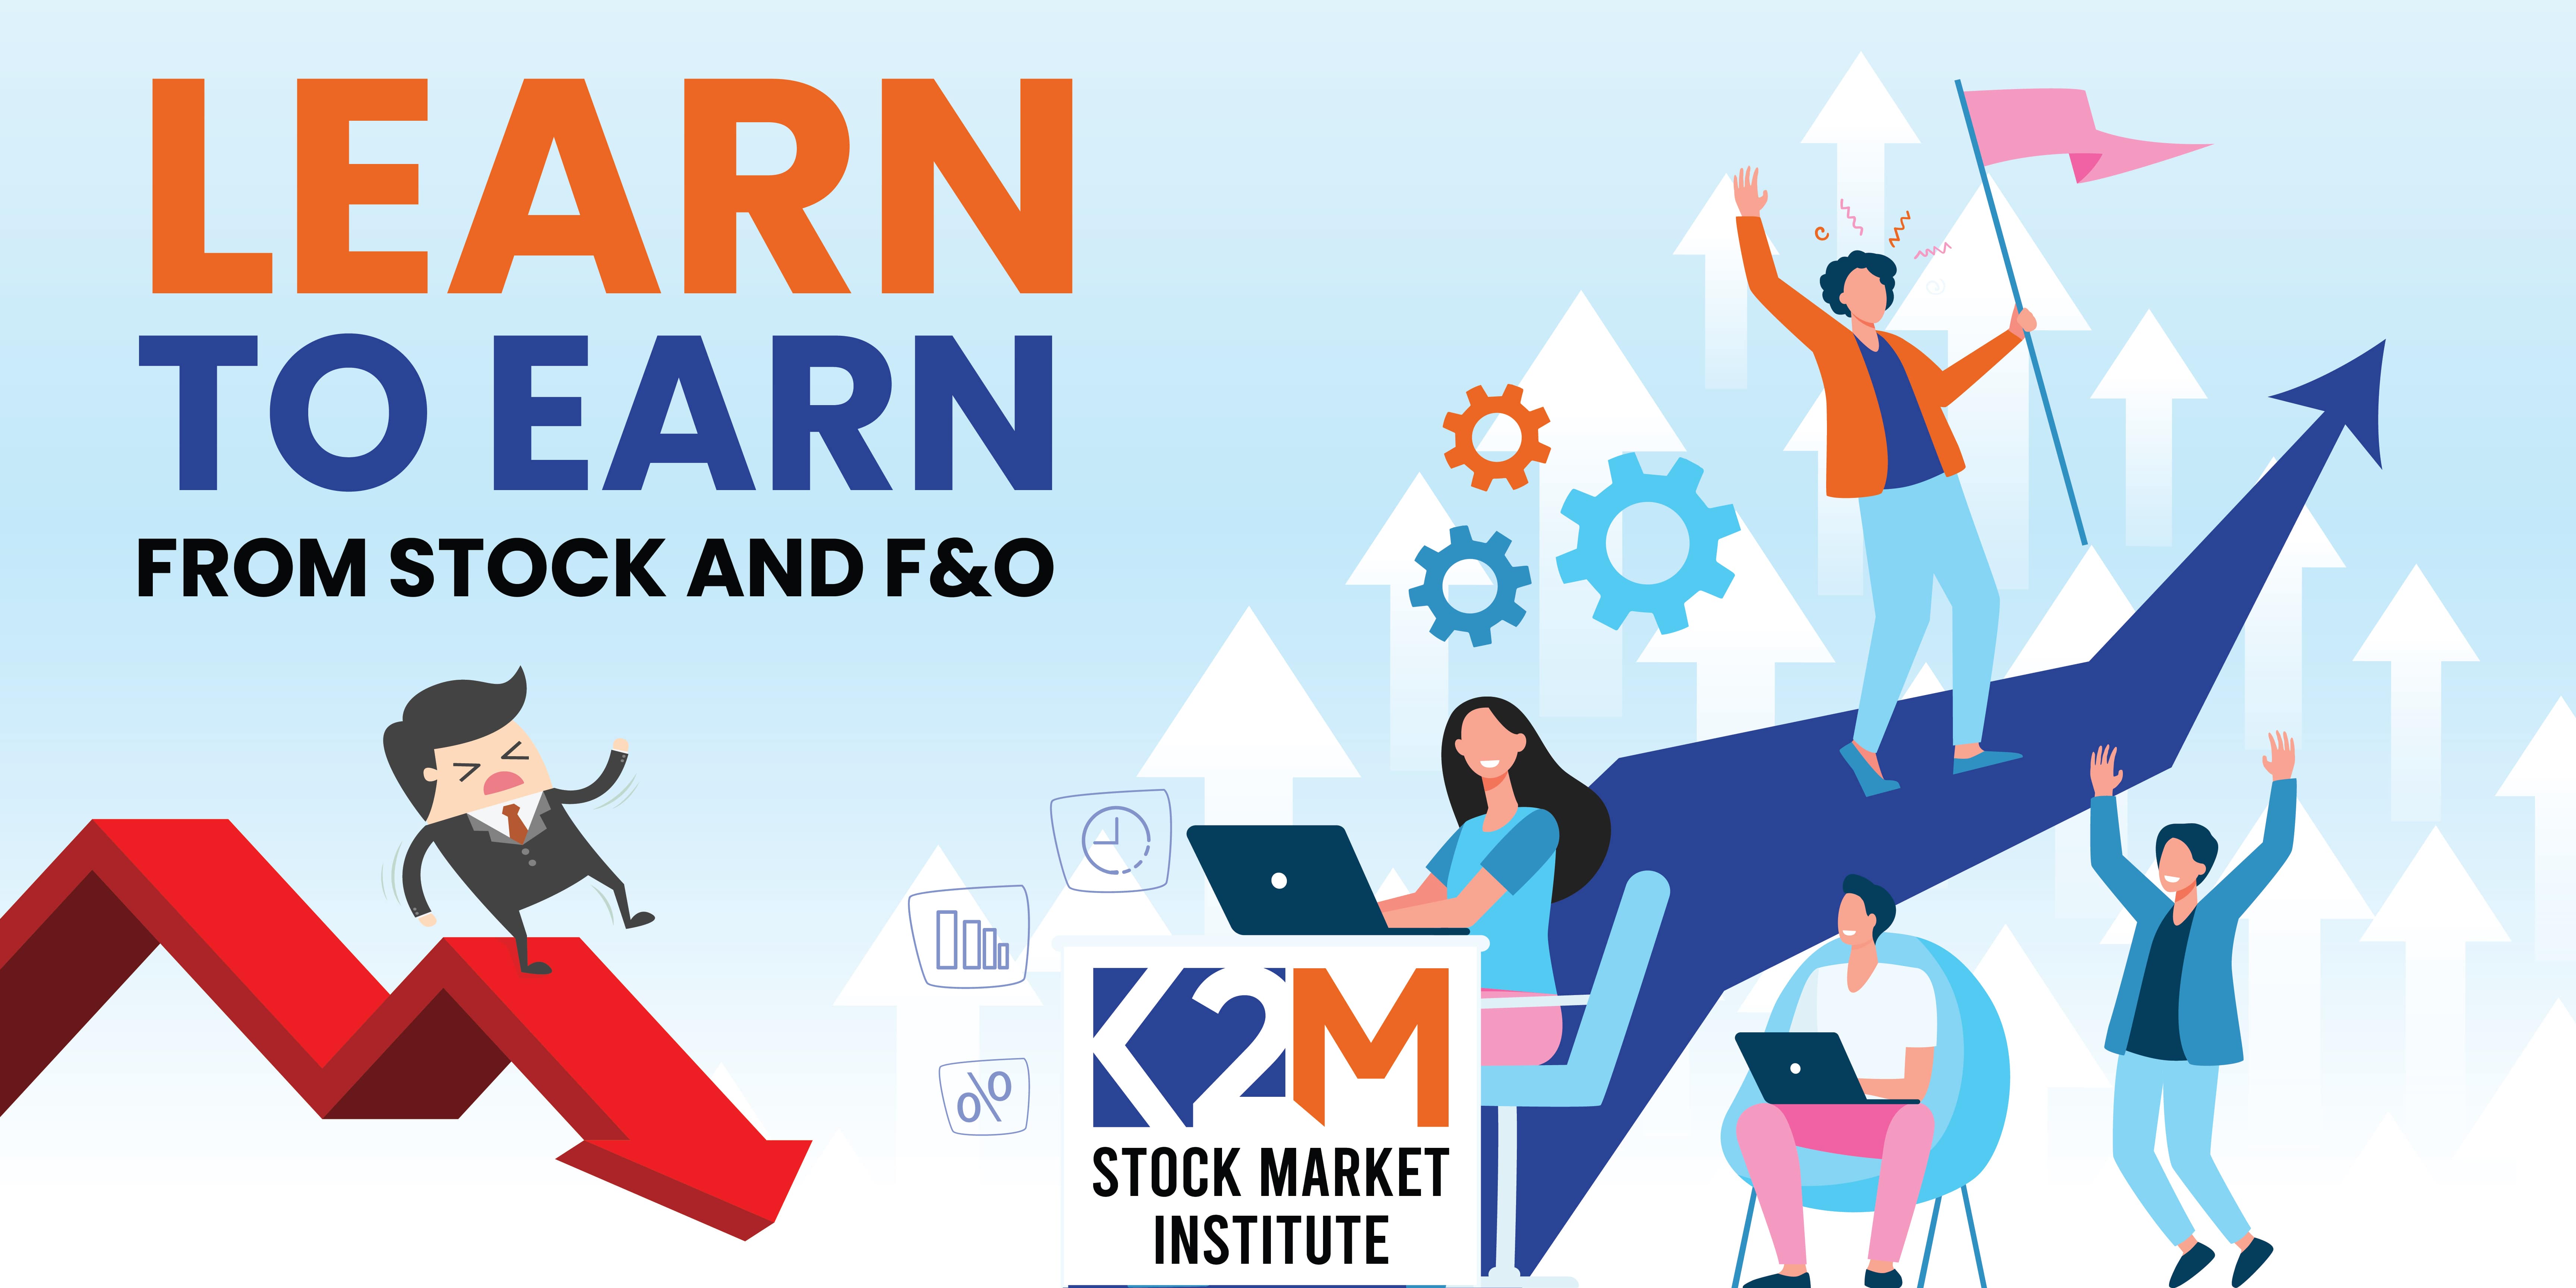 LEARN
TO EARN
FROM STOCK AND F&O
%
K2M
STOCK MARKET
INSTITUTE